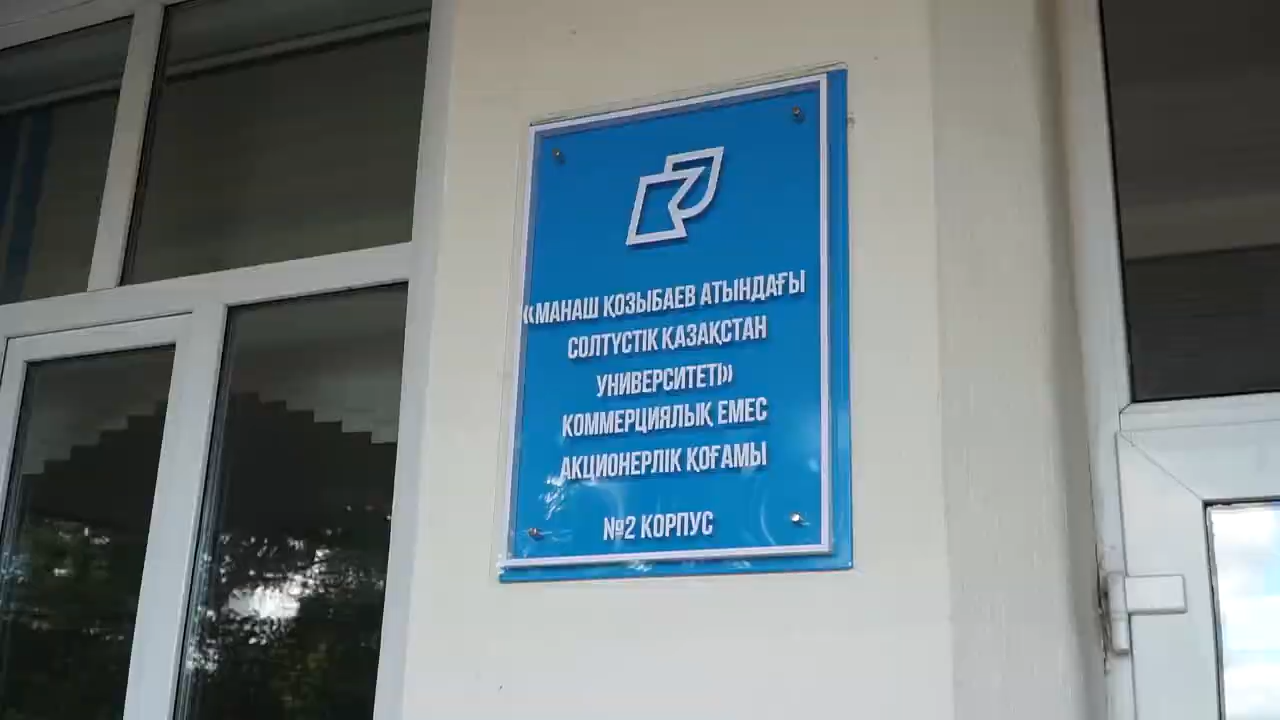 «МАНАШ ҚОЗЫБАЕВ АТЫНДАҒЫ
СОЛТҮСТІК ҚАЗАҚСТАН
УНИВЕРСИТЕТІ»
КОММЕРЦИЯЛЫҚ ЕМЕС
АКЦИОНЕРЛІК ҚОҒАМЫ
№2 КОРПУС